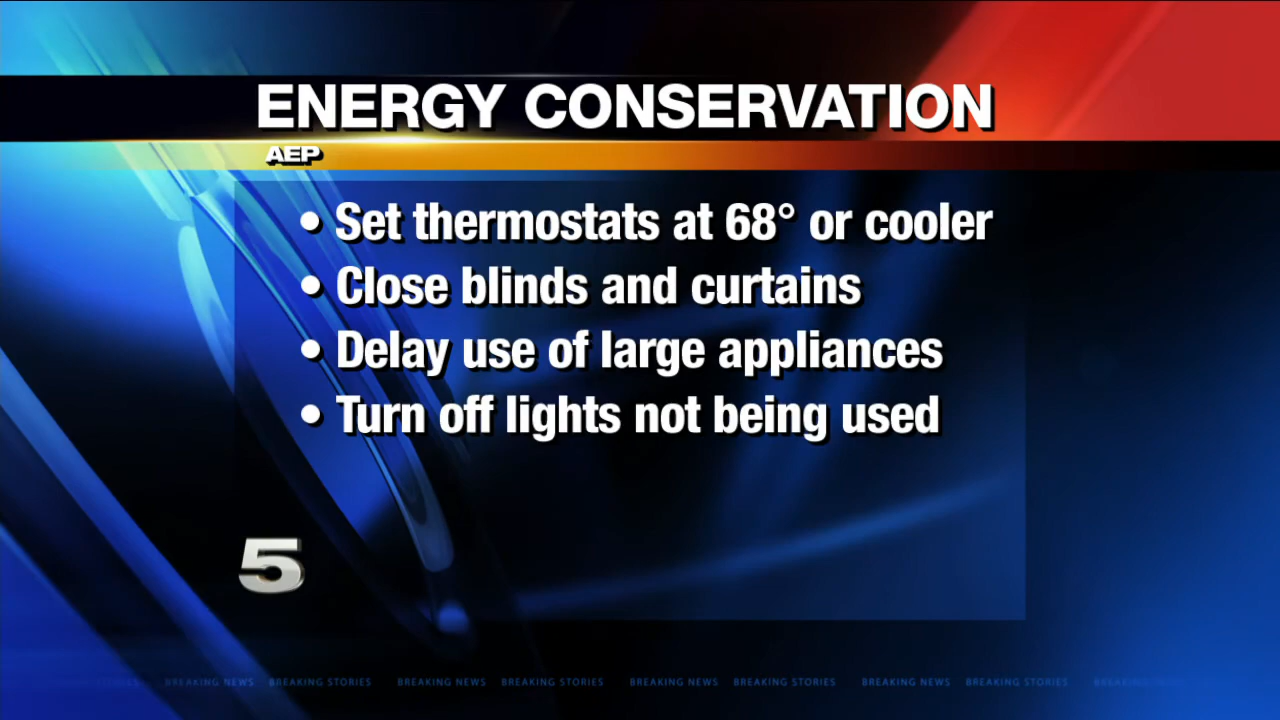 ENERGY CONSERVATION
AEP
• Set thermostats at 68° or cooler
• Close blinds and curtains
• Delay use of large appliances
• Turn off lights not being used
5
STORIES BREAKING NEWS BREAKING STORIES BREAKING NEWS BREAKING STORIES BREAKING NEWS BREAKING STORIES BREAKING NEWS BREAKING STORIES